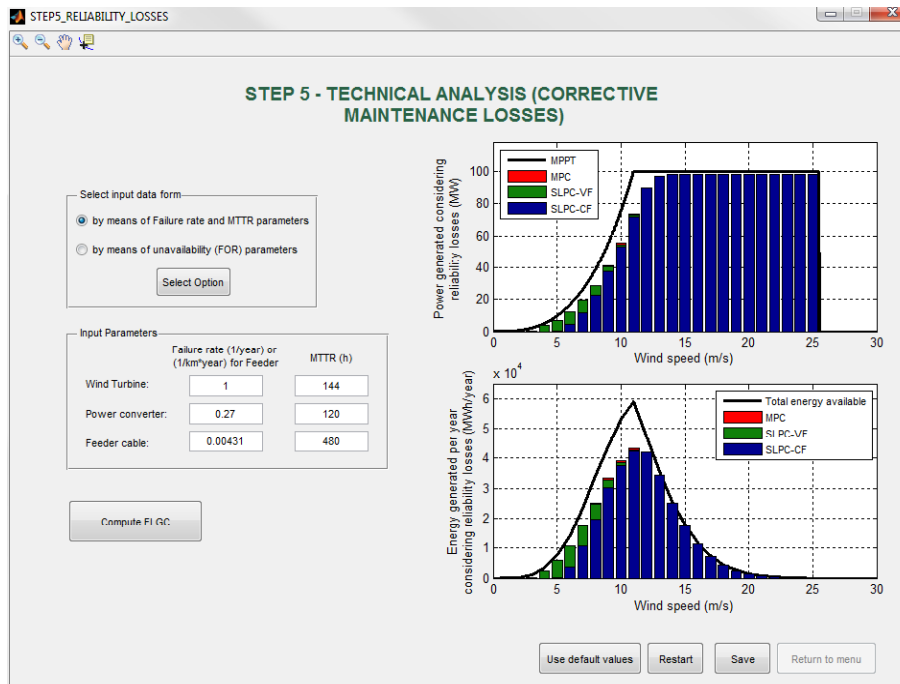 STEP5_RELIABILITY_LOSSES
STEP 5 - TECHNICAL ANALYSIS (CORRECTIVE
MAINTENANCE LOSSES)
Select input data form
by means of Failure rate and MTTR parameters
by means of unavailability (FOR) parameters
Select Option
Input Parameters
Failure rate (1/year) or
(1/km*year) for Feeder
MTTR (h)
Wind Turbine: 1 144
Power converter: 0.27 120
Feeder cable: 0.00431 480
Compute ELGC
Power generated considering
reliability losses (MW)
100
80
60
40
20
0
MPPT
MPC
SLPC-VF
SLPC-CF
0 5 10 15 20 25 30
Wind speed (m/s)
Energy generated per year
considering reliability losses (MWh/year)
x 10^4
6
5
4
3
2
1
0
Total energy available
MPC
SLPC-VF
SLPC-CF
0 5 10 15 20 25 30
Wind speed (m/s)
Use default values
Restart
Save
Return to menu